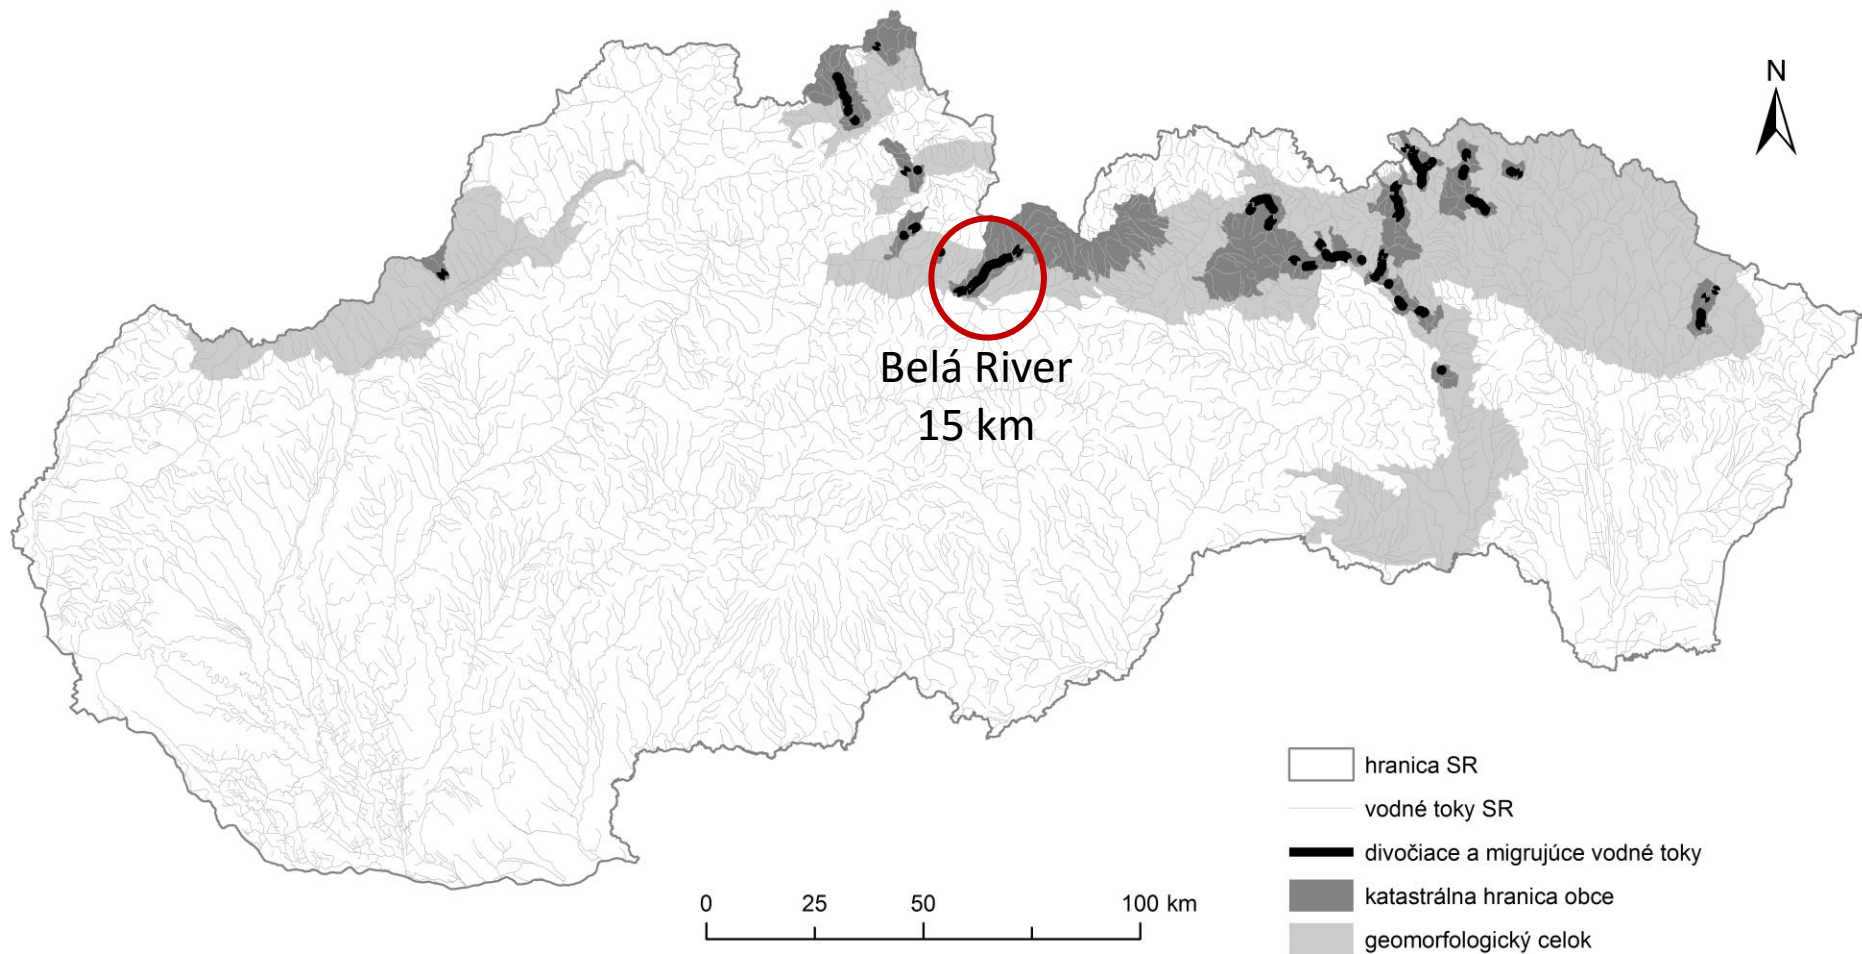 N
Belá River
15 km
hranica SR
vodné toky SR
divočiace a migrujúce vodné toky
katastrálna hranica obce
geomorfologický celok
0 25 50 100 km